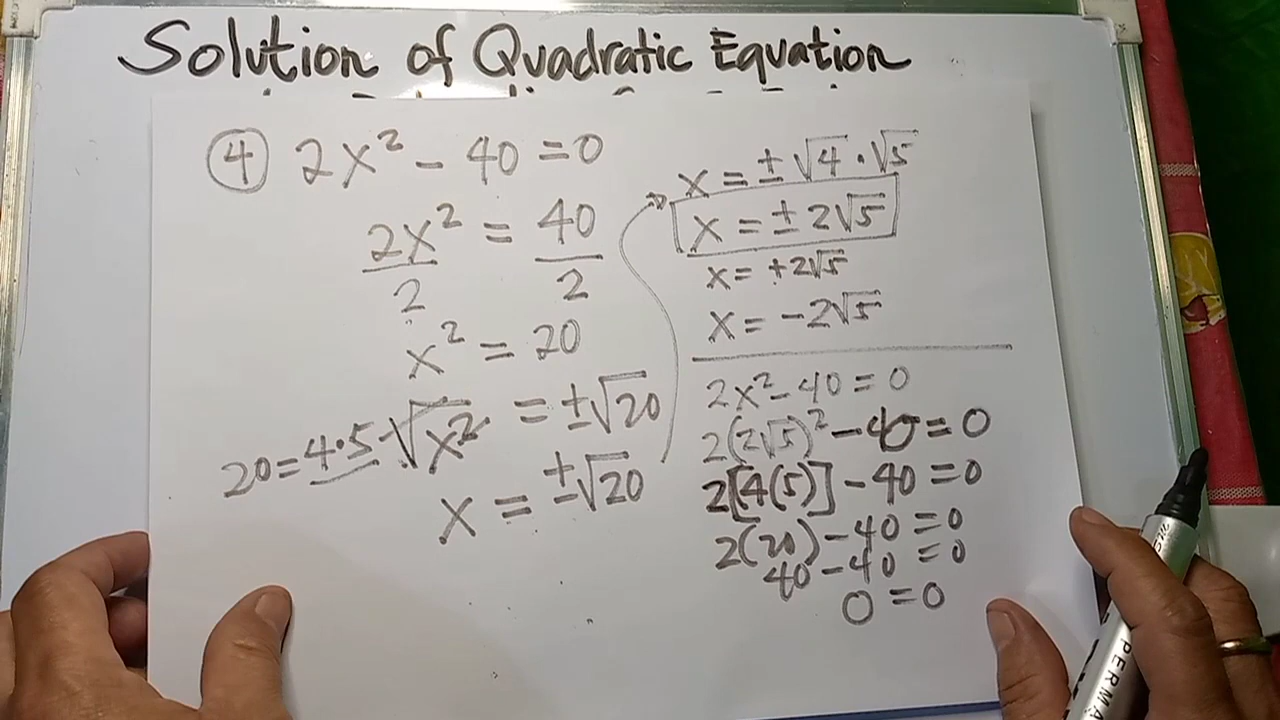 Solution of Quadratic Equation
④ 2x² - 40 = 0
2x²/2 = 40/2
x² = 20
20 = 4·5 √x² = ±√20
x = ±√20
x = ±√4 · √5
x = ±2√5
x = +2√5
x = -2√5
2x² - 40 = 0
2(2√5)² - 40 = 0
2[4(5)] - 40 = 0
2(20) - 40 = 0
40 - 40 = 0
0 = 0
PERMA